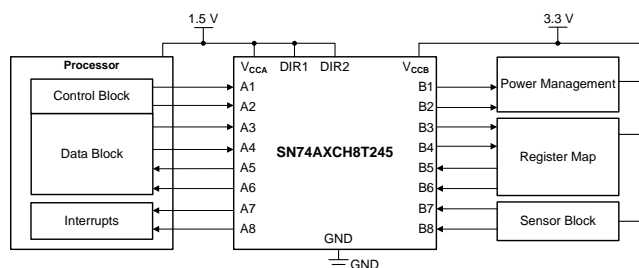 1.5 V
3.3 V
Processor
Control Block
Data Block
Interrupts
VCCA
DIR1
DIR2
VCCB
A1
A2
A3
A4
A5
A6
A7
A8
SN74AXCH8T245
GND
GND
B1
B2
B3
B4
B5
B6
B7
B8
Power Management
Register Map
Sensor Block